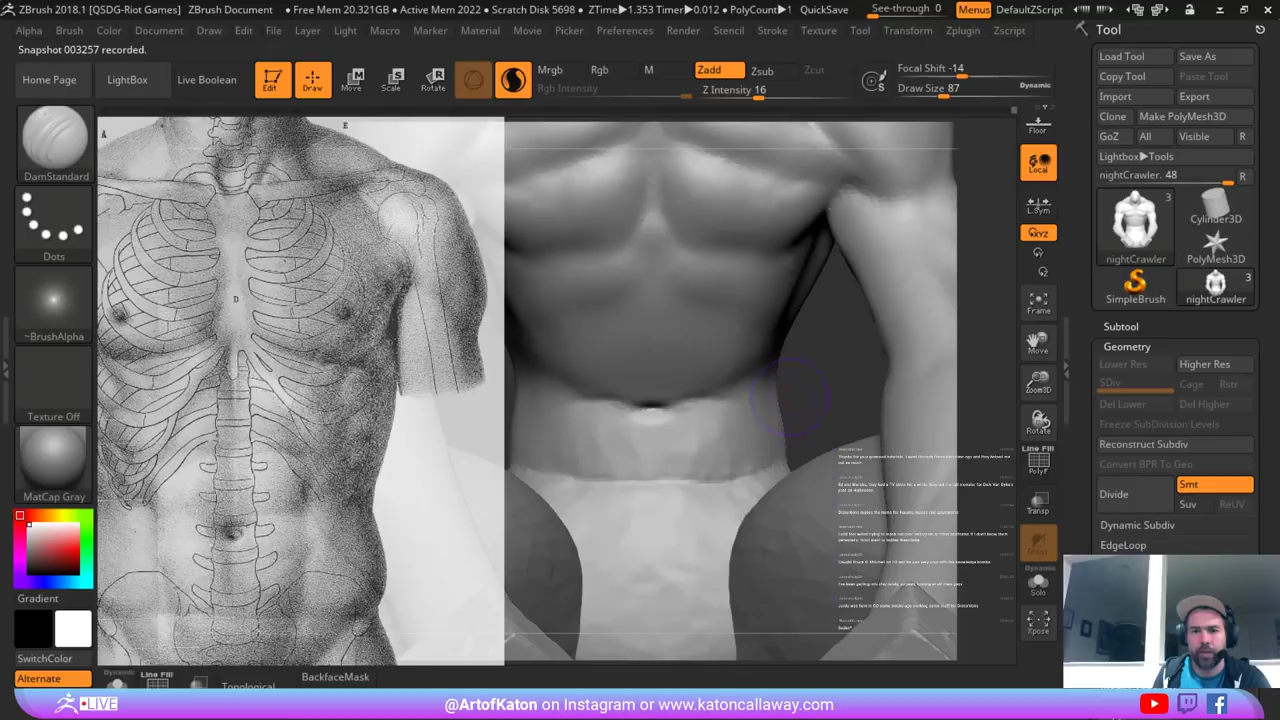 ZBrush 2018.1 [QSDG-Riot Games]
ZBrush Document
• Free Mem 20.321GB • Active Mem 2022 • Scratch Disk 5698 • ZTime▶1.353 Timer▶0.012 • PolyCount▶1
QuickSave
See-through 0
Menus
DefaultZScript
Alpha
Brush
Color
Document
Draw
Edit
File
Layer
Light
Macro
Marker
Material
Movie
Picker
Preferences
Render
Stencil
Stroke
Texture
Tool
Transform
Zplugin
Zscript
Snapshot 003257 recorded.
Home Page
LightBox
Live Boolean
Edit
Draw
Move
Scale
Rotate
Mrgb
Rgb
M
Rgb Intensity
Zadd
Zsub
Zcut
Z Intensity 16
Focal Shift -14
Draw Size 87
Dynamic
DamStandard
Dots
~BrushAlpha
Texture Off
MatCap Gray
Gradient
SwitchColor
Alternate
A
D
Floor
Local
L.Sym
XYZ
Frame
Move
Zoom3D
Rotate
Line Fill
PolyF
Transp
Ghost
Dynamic
Solo
Xpose
Tool
Load Tool
Save As
Copy Tool
Paste Tool
Import
Export
Clone
Make PolyMesh3D
GoZ
All
Visible
R
Lightbox▶Tools
nightCrawler. 48
R
3
nightCrawler
Cylinder3D
PolyMesh3D
SimpleBrush
3
nightCrawler
Subtool
Geometry
Lower Res
Higher Res
SDiv
Cage
Rstr
Del Lower
Del Higher
Freeze SubDivision Levels
Reconstruct Subdiv
Convert BPR To Geo
Divide
Smt
Suv
ReUV
Dynamic Subdiv
EdgeLoop
Dynamic
Line Fill
Topological
BackfaceMask
LIVE
@ArtofKaton on Instagram or www.katoncallaway.com